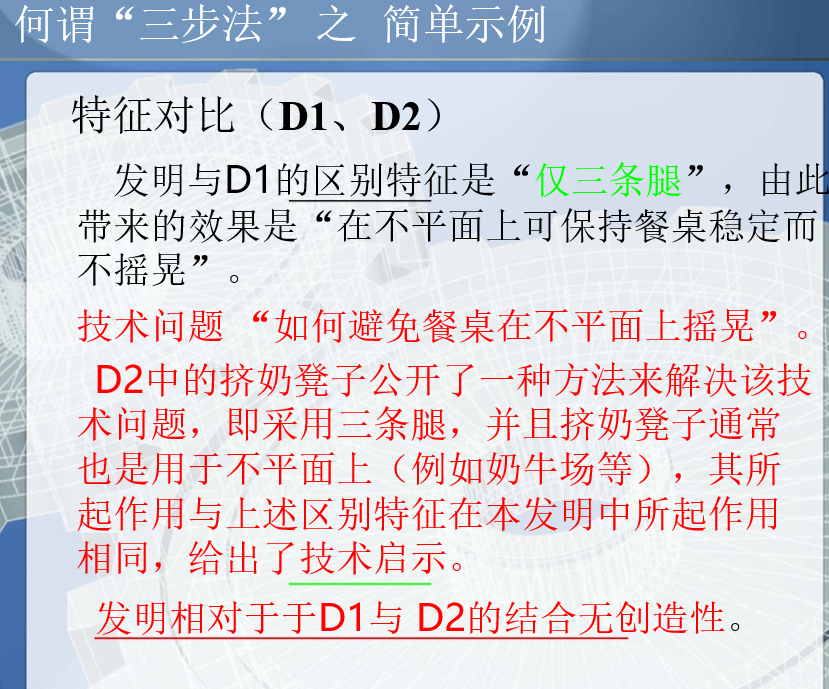 何谓“三步法” 之 简单示例
特征对比（D1、D2）
发明与D1的区别特征是“仅三条腿”，由此
带来的效果是“在不平面上可保持餐桌稳定而
不摇晃”。
技术问题 “如何避免餐桌在不平面上摇晃”。
D2中的挤奶凳子公开了一种方法来解决该技
术问题，即采用三条腿，并且挤奶凳子通常
也是用于不平面上（例如奶牛场等），其所
起作用与上述区别特征在本发明中所起作用
相同，给出了技术启示。
发明相对于于D1与 D2的结合无创造性。